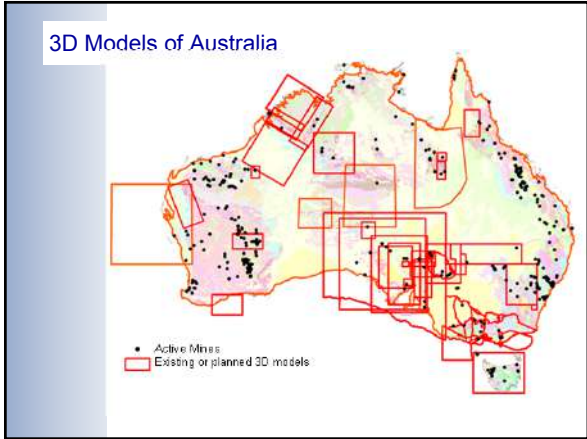 3D Models of Australia
Active Mines
Existing or planned 3D models